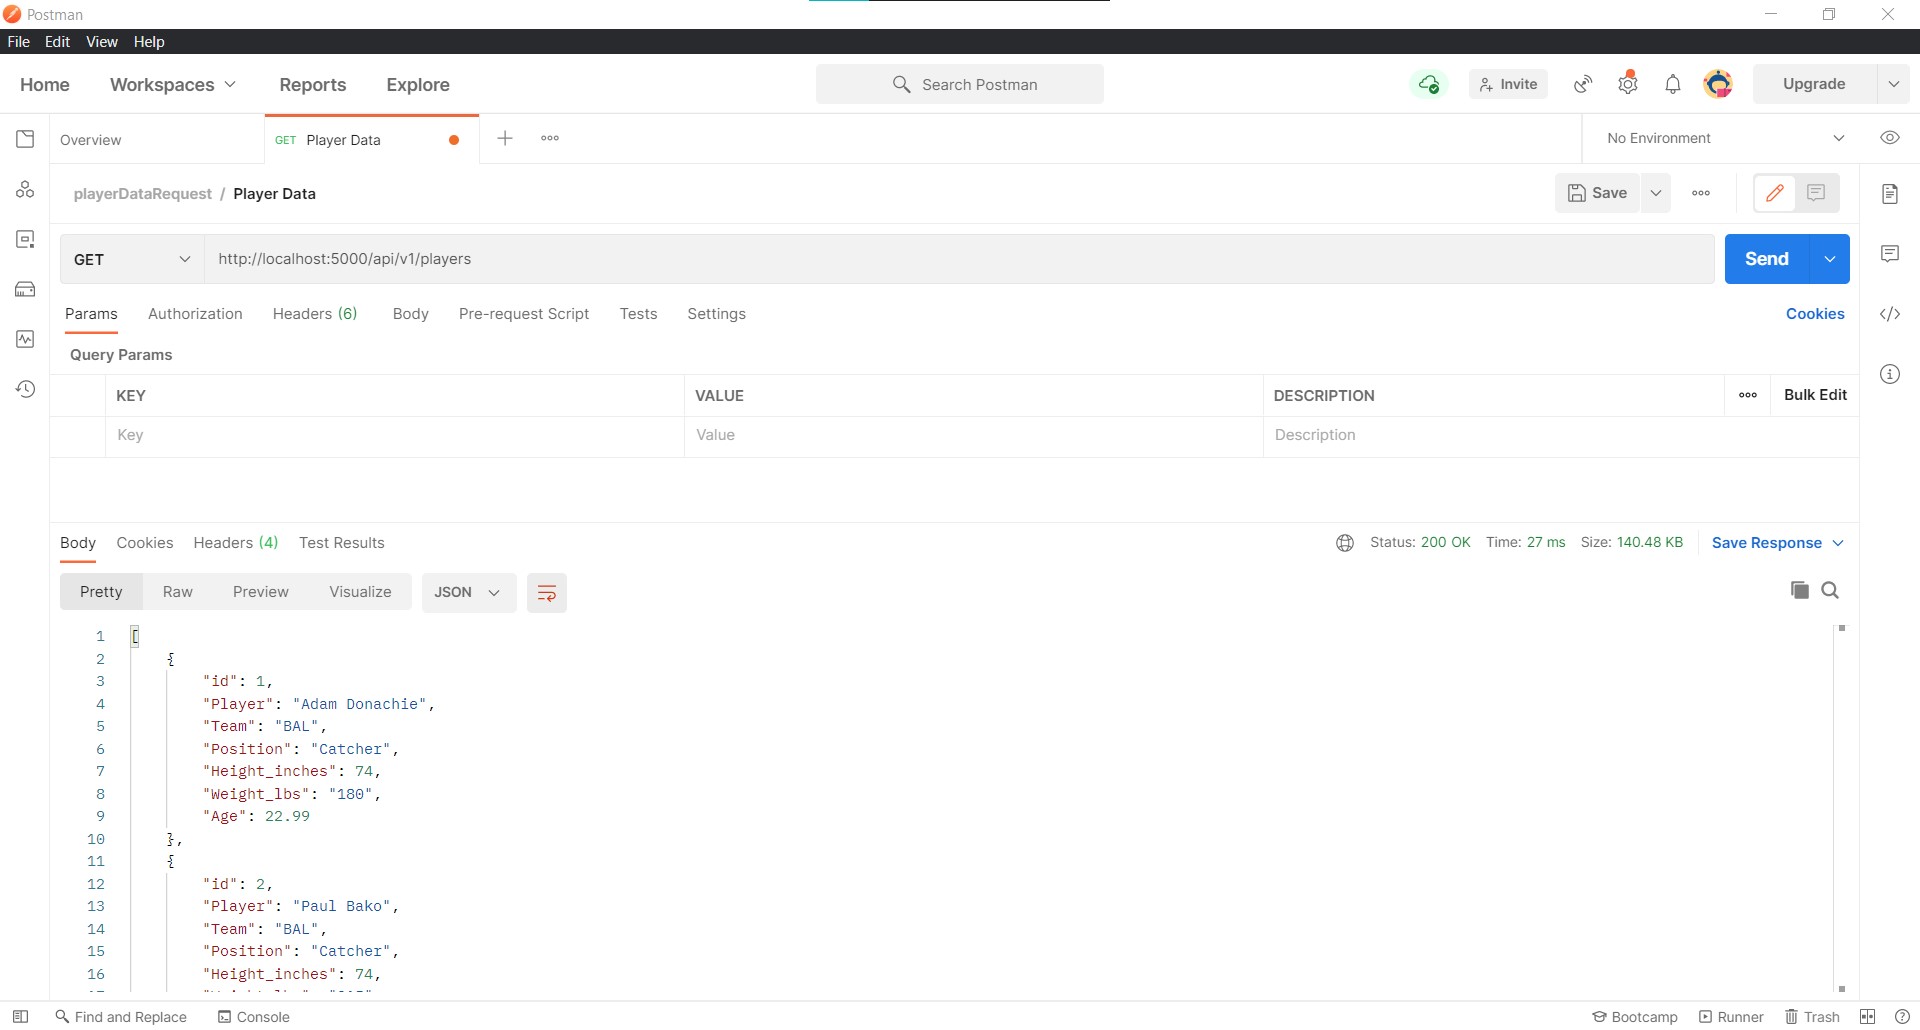 Postman
File Edit View Help
Home Workspaces Reports Explore Search Postman Invite Upgrade
Overview GET Player Data No Environment
playerDataRequest / Player Data Save
GET http://localhost:5000/api/v1/players Send
Params Authorization Headers (6) Body Pre-request Script Tests Settings Cookies
Query Params
KEY VALUE DESCRIPTION Bulk Edit
Key Value Description
Body Cookies Headers (4) Test Results Status: 200 OK Time: 27 ms Size: 140.48 KB Save Response
Pretty Raw Preview Visualize JSON
1 [
2 {
3 "id": 1,
4 "Player": "Adam Donachie",
5 "Team": "BAL",
6 "Position": "Catcher",
7 "Height_inches": 74,
8 "Weight_lbs": "180",
9 "Age": 22.99
10 },
11 {
12 "id": 2,
13 "Player": "Paul Bako",
14 "Team": "BAL",
15 "Position": "Catcher",
16 "Height_inches": 74,
Find and Replace Console Bootcamp Runner Trash